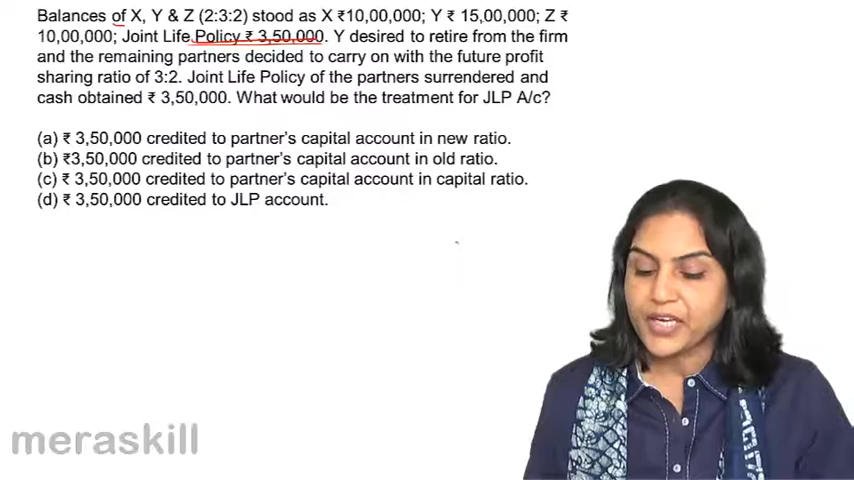 Balances of X, Y & Z (2:3:2) stood as X ₹10,00,000; Y ₹ 15,00,000; Z ₹
10,00,000; Joint Life Policy ₹ 3,50,000. Y desired to retire from the firm
and the remaining partners decided to carry on with the future profit
sharing ratio of 3:2. Joint Life Policy of the partners surrendered and
cash obtained ₹ 3,50,000. What would be the treatment for JLP A/c?
(a) ₹ 3,50,000 credited to partner's capital account in new ratio.
(b) ₹3,50,000 credited to partner's capital account in old ratio.
(c) ₹ 3,50,000 credited to partner's capital account in capital ratio.
(d) ₹ 3,50,000 credited to JLP account.
meraskill